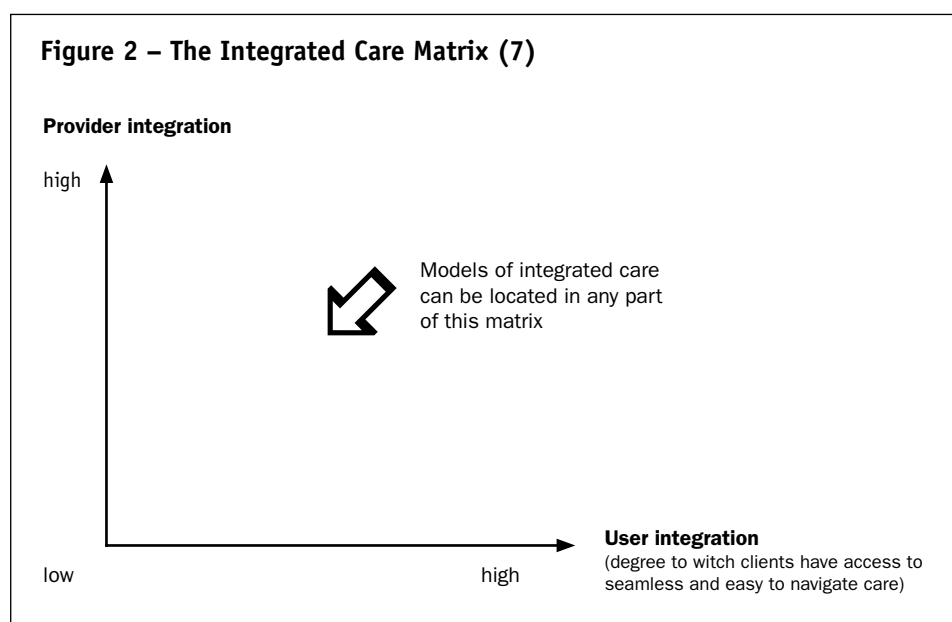 Figure 2 – The Integrated Care Matrix (7)
Provider integration
high
Models of integrated care
can be located in any part
of this matrix
low
high
User integration
(degree to witch clients have access to
seamless and easy to navigate care)